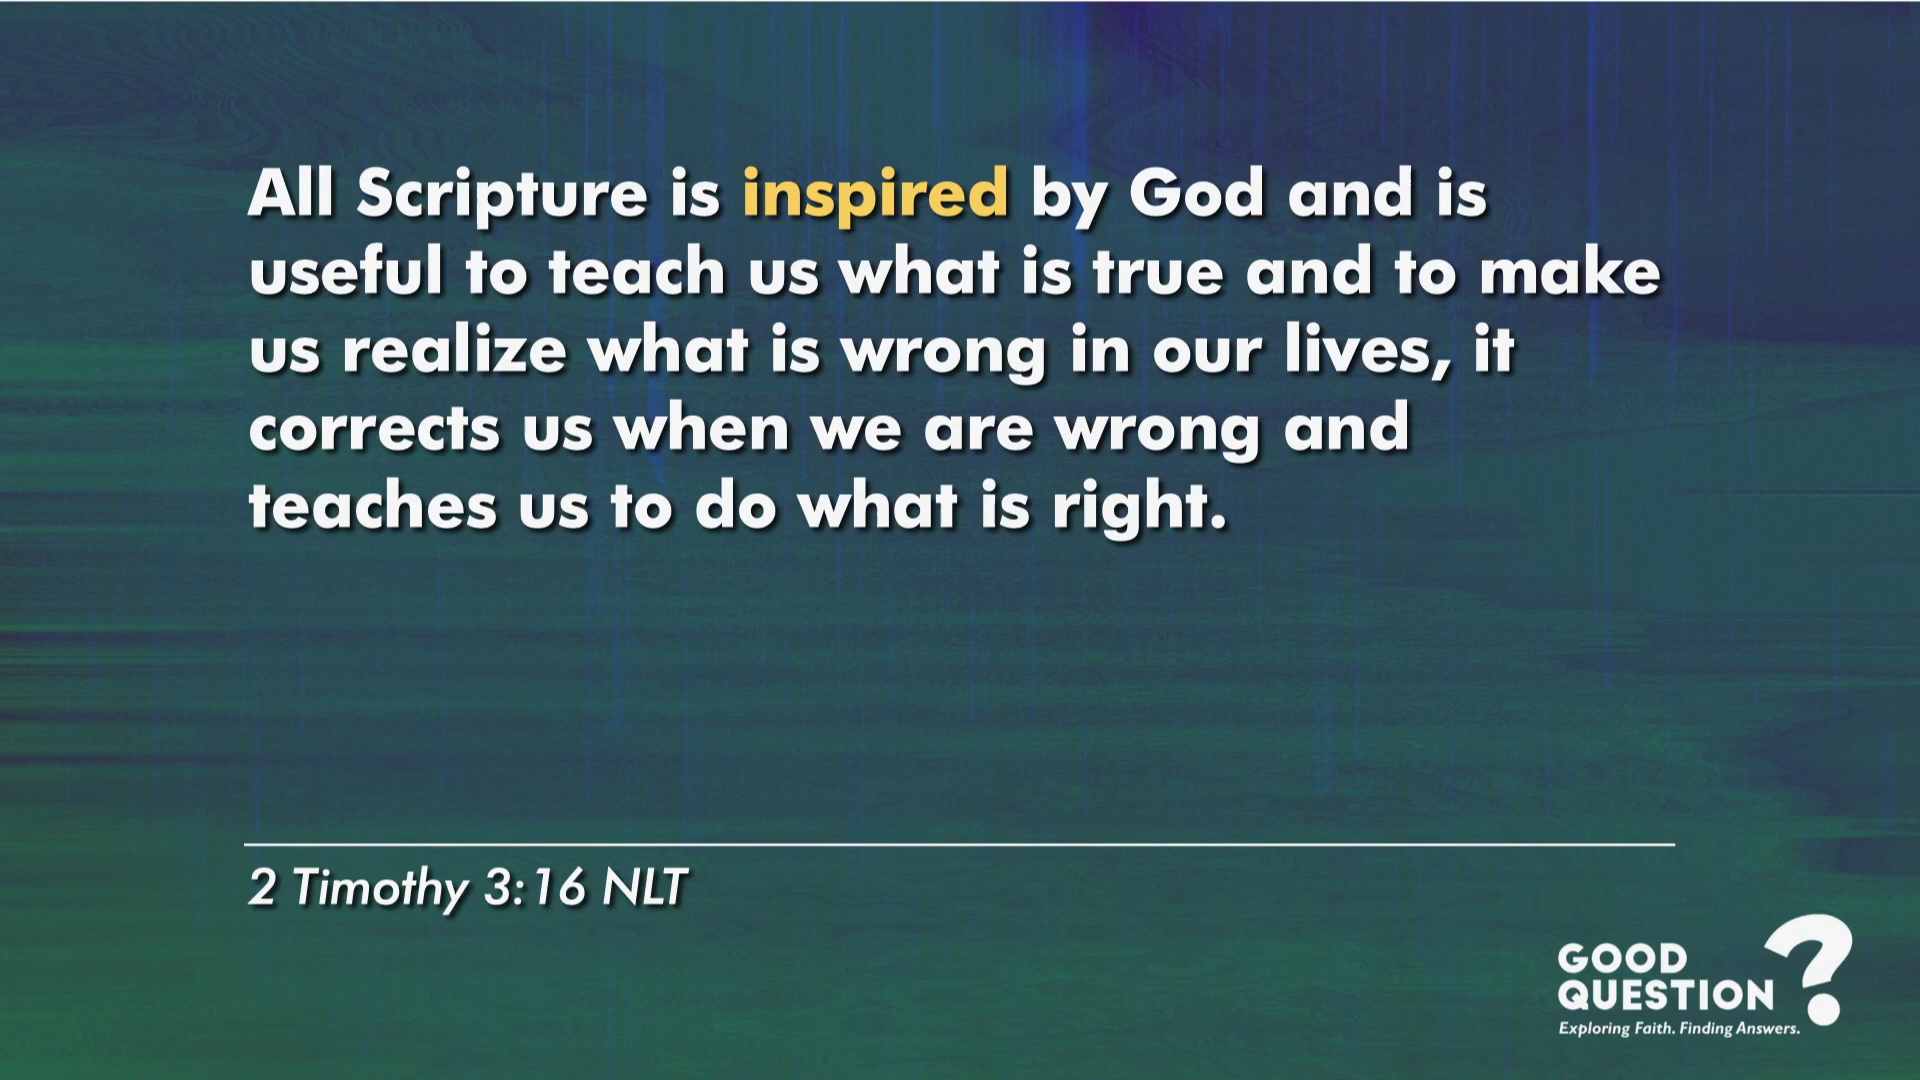 All Scripture is inspired by God and is
useful to teach us what is true and to make
us realize what is wrong in our lives, it
corrects us when we are wrong and
teaches us to do what is right.
2 Timothy 3:16 NLT
GOOD
QUESTION ?
Exploring Faith. Finding Answers.